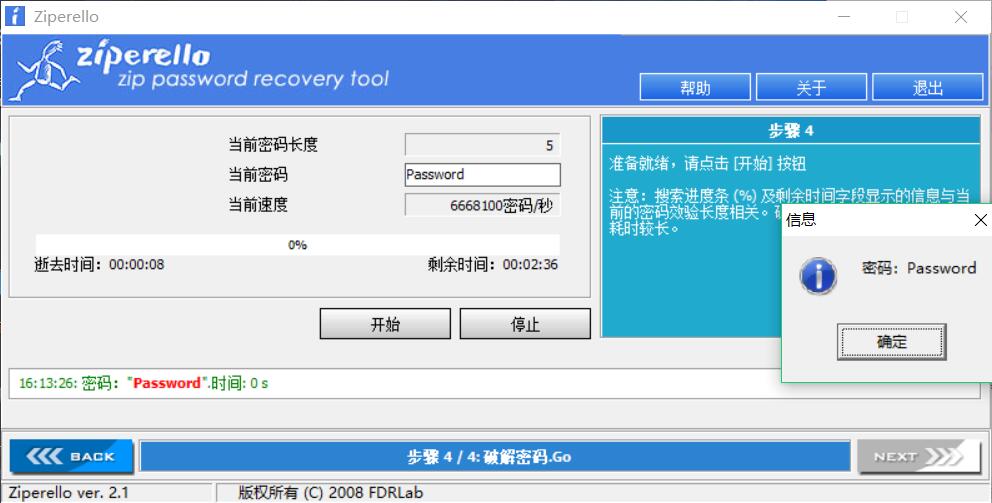 Ziperello
ziperello
zip password recovery tool
帮助
关于
退出
当前密码长度 5
当前密码 Password
当前速度 6668100密码/秒
0%
逝去时间：00:00:08 剩余时间：00:02:36
开始
停止
步骤 4
准备就绪，请点击 [开始] 按钮
注意：搜索进度条 (%) 及剩余时间字段显示的信息与当
前的密码效验长度相关。
耗时较长。
信息
密码：Password
确定
16:13:26: 密码："Password".时间: 0 s
BACK
步骤 4 / 4: 破解密码.Go
NEXT
Ziperello ver. 2.1
版权所有 (C) 2008 FDRLab